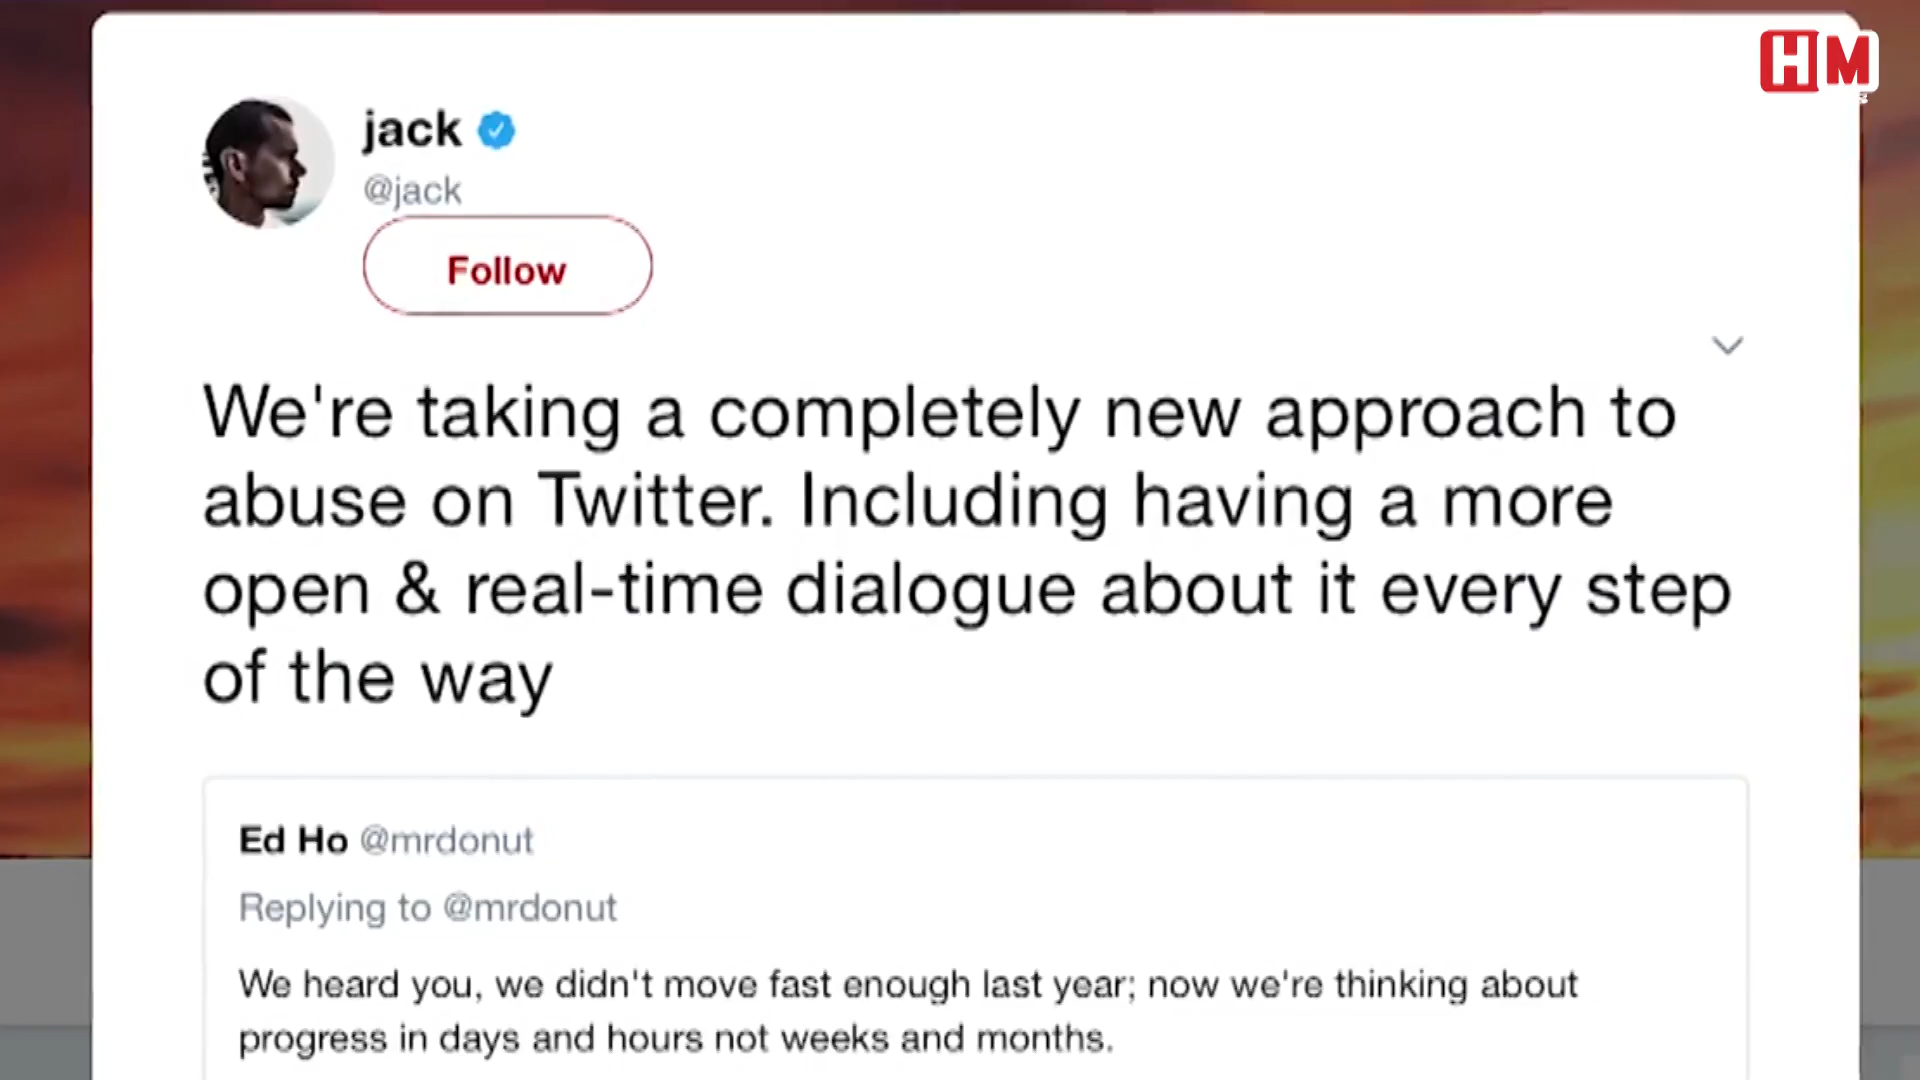 HM
jack
@jack
Follow
We're taking a completely new approach to
abuse on Twitter. Including having a more
open & real-time dialogue about it every step
of the way
Ed Ho @mrdonut
Replying to @mrdonut
We heard you, we didn't move fast enough last year; now we're thinking about
progress in days and hours not weeks and months.